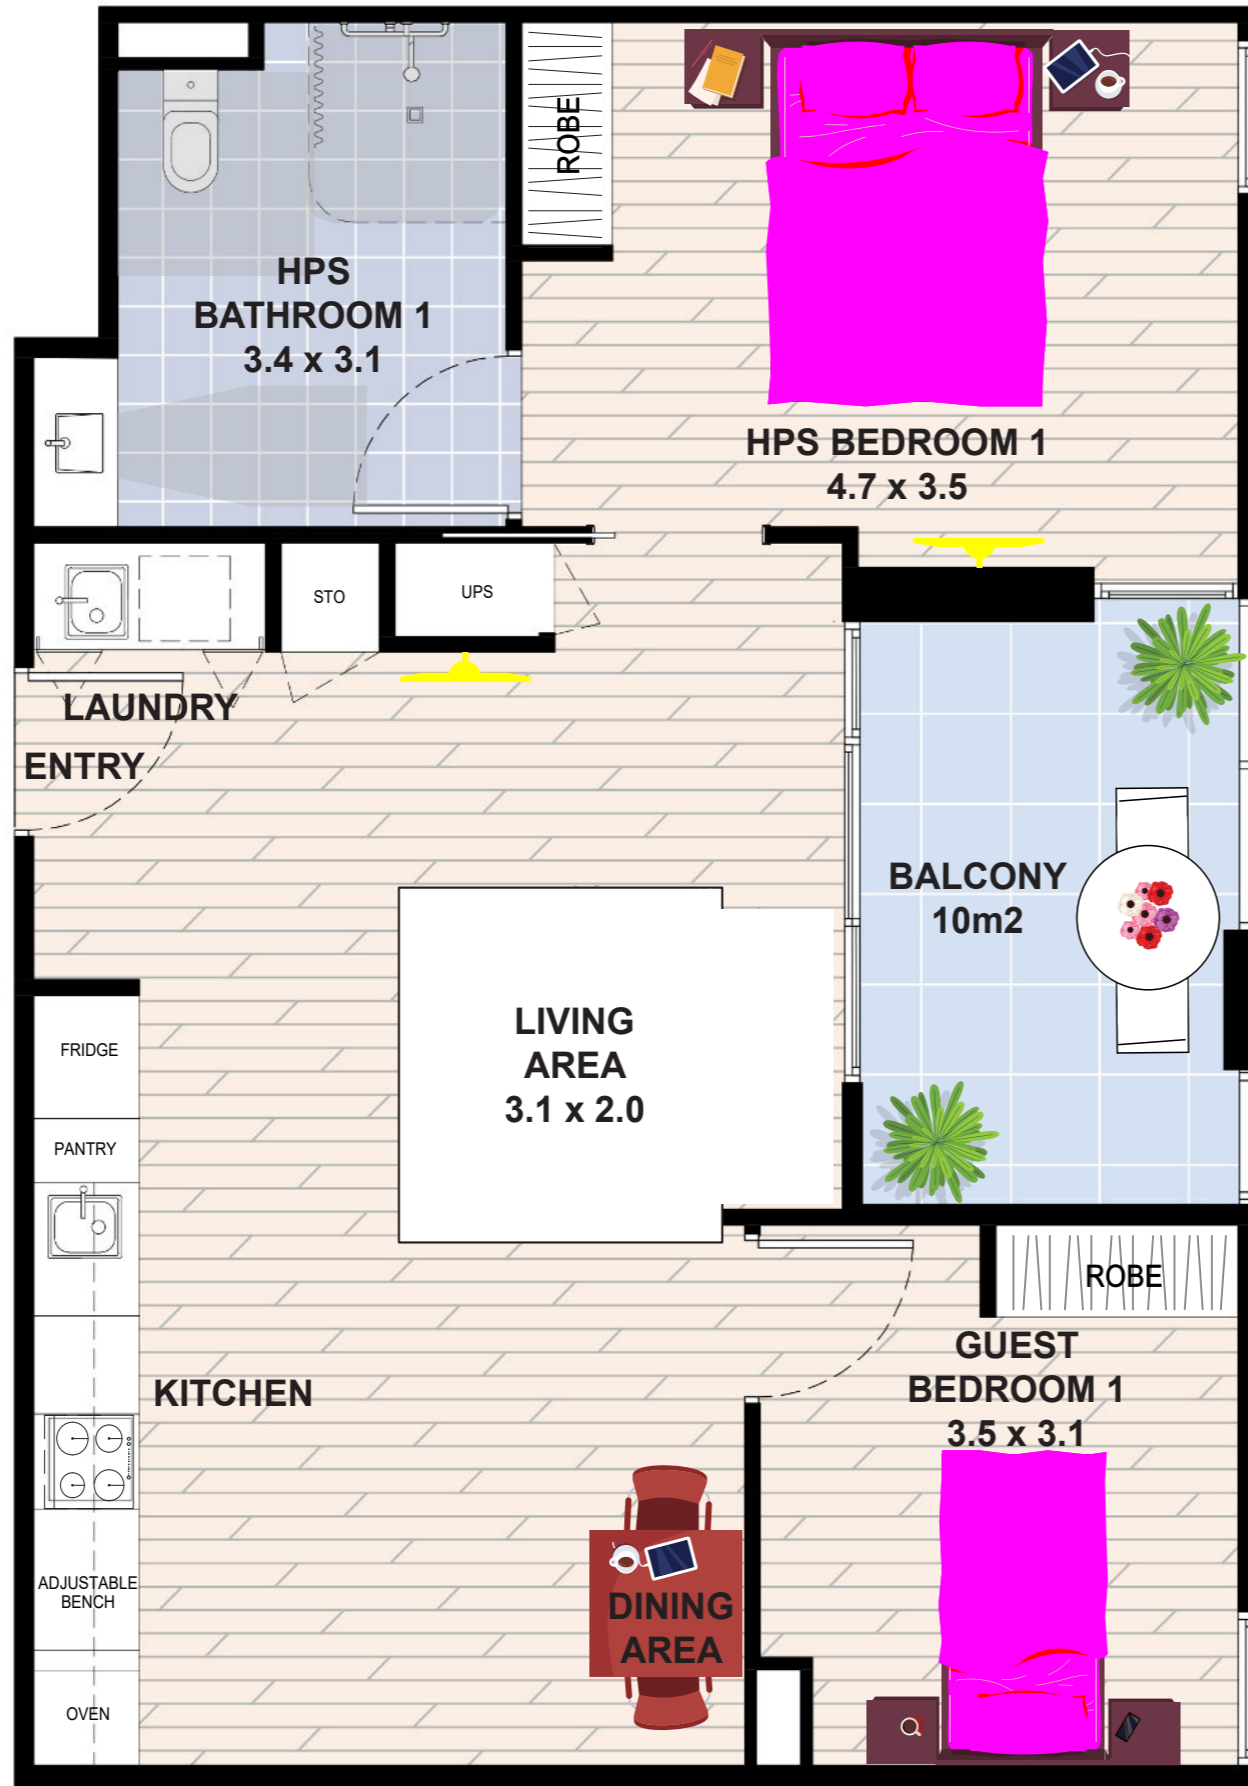 ROBE
HPS
BATHROOM 1
3.4 x 3.1
HPS BEDROOM 1
4.7 x 3.5
STO
UPS
LAUNDRY
ENTRY
BALCONY
10m2
LIVING
AREA
3.1 x 2.0
FRIDGE
PANTRY
ROBE
GUEST
BEDROOM 1
3.5 x 3.1
KITCHEN
ADJUSTABLE
BENCH
DINING
AREA
OVEN